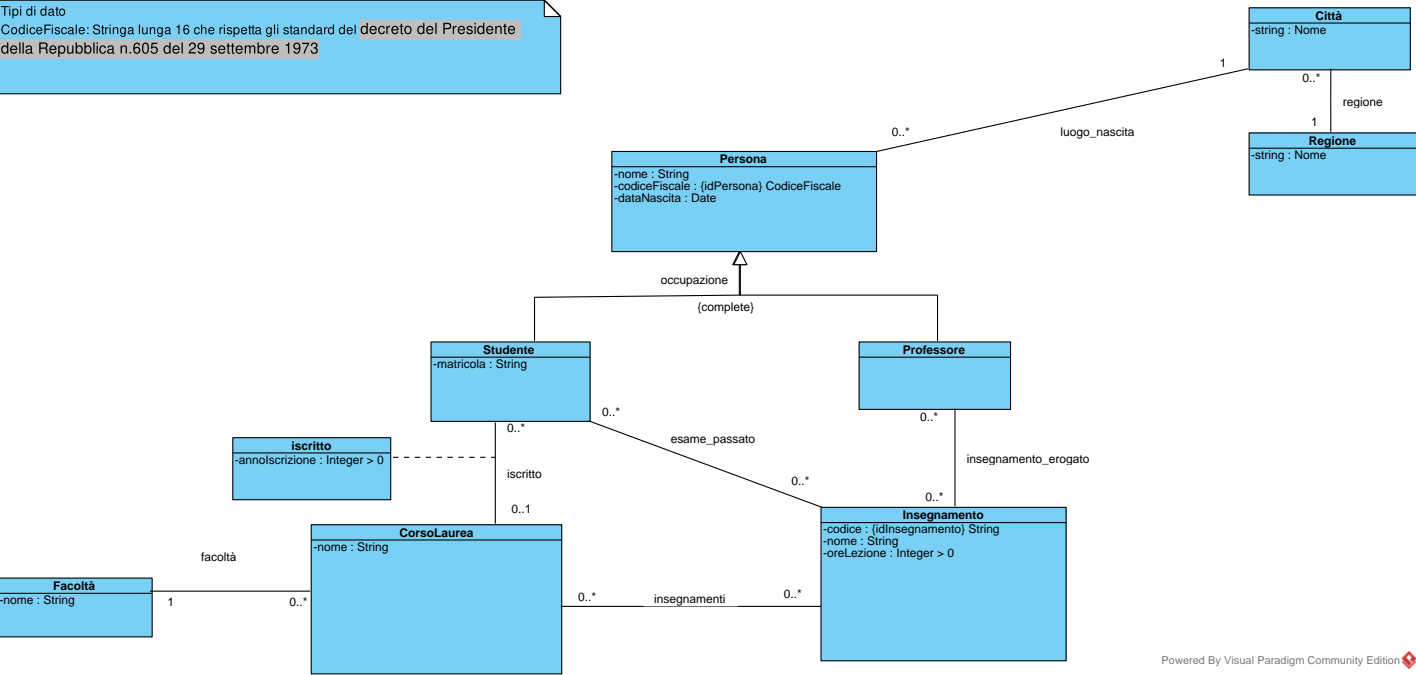 Tipi di dato
CodiceFiscale: Stringa lunga 16 che rispetta gli standard del decreto del Presidente
della Repubblica n.605 del 29 settembre 1973
Città
-string : Nome
1
0..*
regione
1
Regione
-string : Nome
0..*
luogo_nascita
Persona
-nome : String
-codiceFiscale : {idPersona} CodiceFiscale
-dataNascita : Date
occupazione
{complete}
Studente
-matricola : String
Professore
0..*
0..*
0..*
esame_passato
insegnamento_erogato
iscritto
-annoIscrizione : Integer > 0
iscritto
0..*
0..*
0..1
CorsoLaurea
-nome : String
Insegnamento
-codice : {idInsegnamento} String
-nome : String
-oreLezione : Integer > 0
facoltà
Facoltà
-nome : String
1
0..*
0..*
insegnamenti
0..*
Powered By Visual Paradigm Community Edition